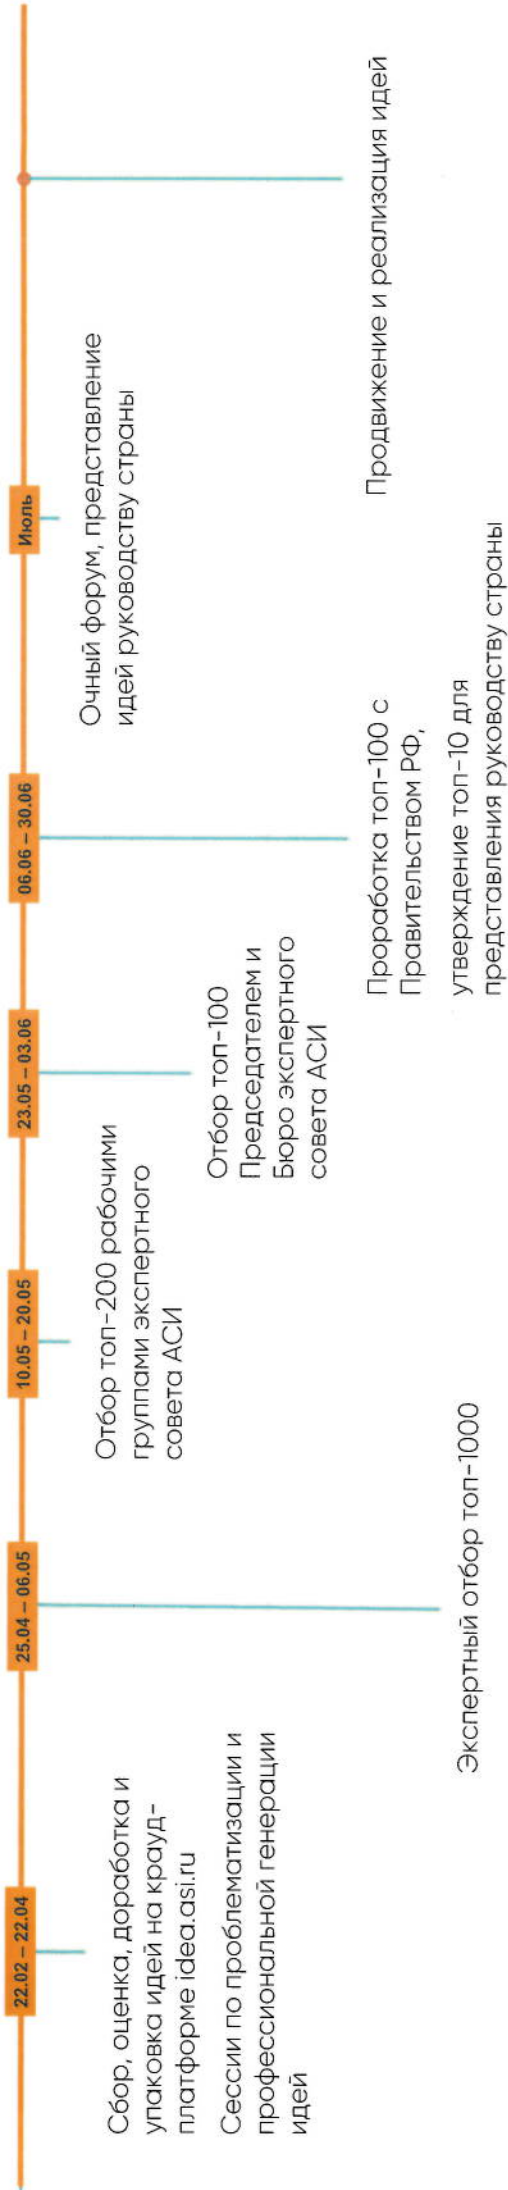 22.02 – 22.04
Сбор, оценка, доработка и
упаковка идей на крауд-
платформе idea.asi.ru
Сессии по проблематизации и
профессиональной генерации
идей
25.04 – 06.05
Экспертный отбор топ-1000
10.05 – 20.05
Отбор топ-200 рабочими
группами экспертного
совета АСИ
23.05 – 03.06
Отбор топ-100
Председателем и
Бюро экспертного
совета АСИ
06.06 – 30.06
Проработка топ-100 с
Правительством РФ,
утверждение топ-10 для
представления руководству страны
Июль
Очный форум, представление
идей руководству страны
Продвижение и реализация идей